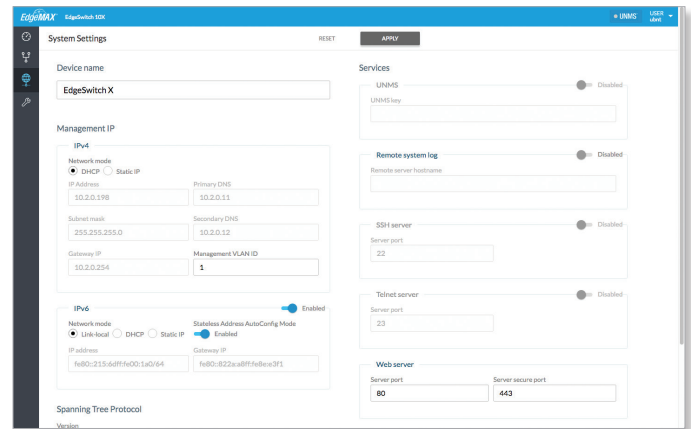 EdgeMAX EdgeSwitch 10X
UNMS
USER
ubnt
System Settings
RESET
APPLY
Device name
EdgeSwitch X
Management IP
IPv4
Network mode
DHCP Static IP
IP Address Primary DNS
10.2.0.198 10.2.0.11
Subnet mask Secondary DNS
255.255.255.0 10.2.0.12
Gateway IP Management VLAN ID
10.2.0.254 1
IPv6 Enabled
Network mode Stateless Address AutoConfig Mode
Link-local DHCP Static IP Enabled
IP address Gateway IP
fe80::215:6dff:fe00:1a0/64 fe80::822a:a8ff:fe8e:e3f1
Spanning Tree Protocol
Version
Services
UNMS Disabled
UNMS key
Remote system log Disabled
Remote server hostname
SSH server Disabled
Server port
22
Telnet server Disabled
Server port
23
Web server
Server port Server secure port
80 443